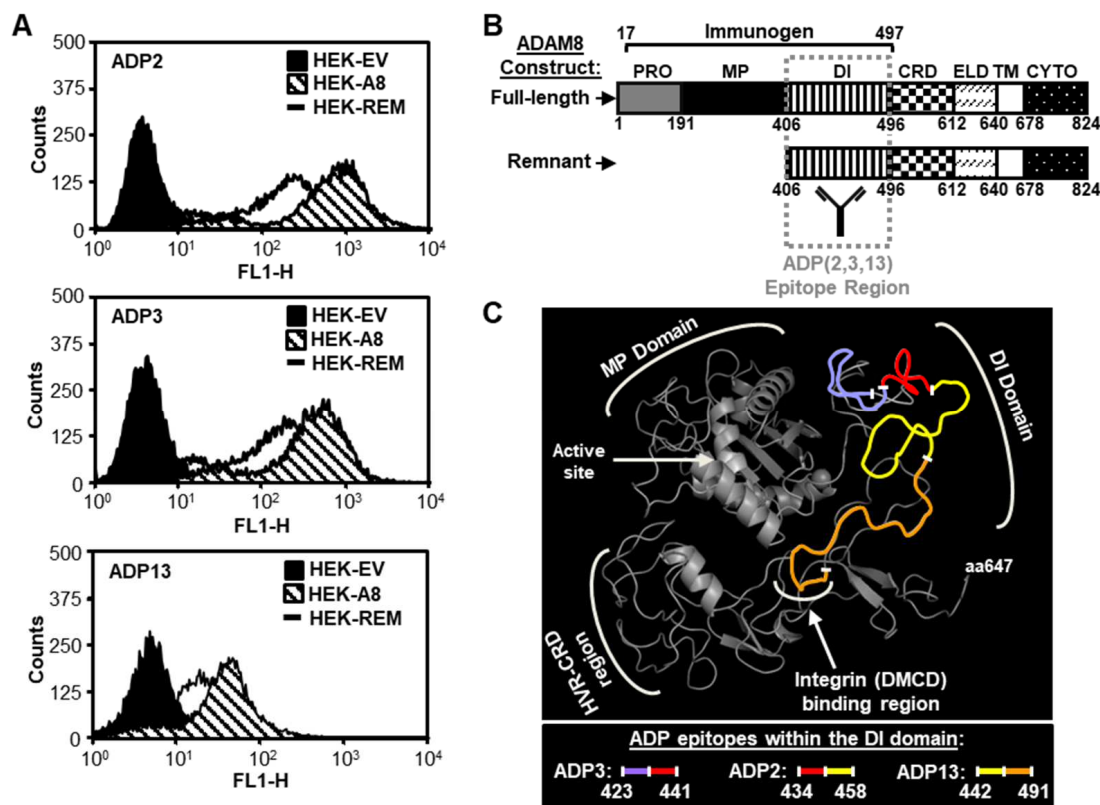 A
500
375
250
125
0
Counts
ADP2
HEK-EV
HEK-A8
HEK-REM
10⁰ 10¹ 10² 10³ 10⁴
FL1-H
500
375
250
125
0
Counts
ADP3
HEK-EV
HEK-A8
HEK-REM
10⁰ 10¹ 10² 10³ 10⁴
FL1-H
500
375
250
125
0
Counts
ADP13
HEK-EV
HEK-A8
HEK-REM
10⁰ 10¹ 10² 10³ 10⁴
FL1-H
B
17 Immunogen 497
ADAM8
Construct:
PRO MP DI CRD ELD TM CYTO
Full-length
1 191 406 496 612 640 678 824
Remnant
406 496 612 640 678 824
ADP(2,3,13)
Epitope Region
C
MP Domain
DI Domain
Active
site
aa647
HVR-CRD
region
Integrin (DMCD)
binding region
ADP epitopes within the DI domain:
ADP3: ADP2: ADP13:
423 441 434 458 442 491